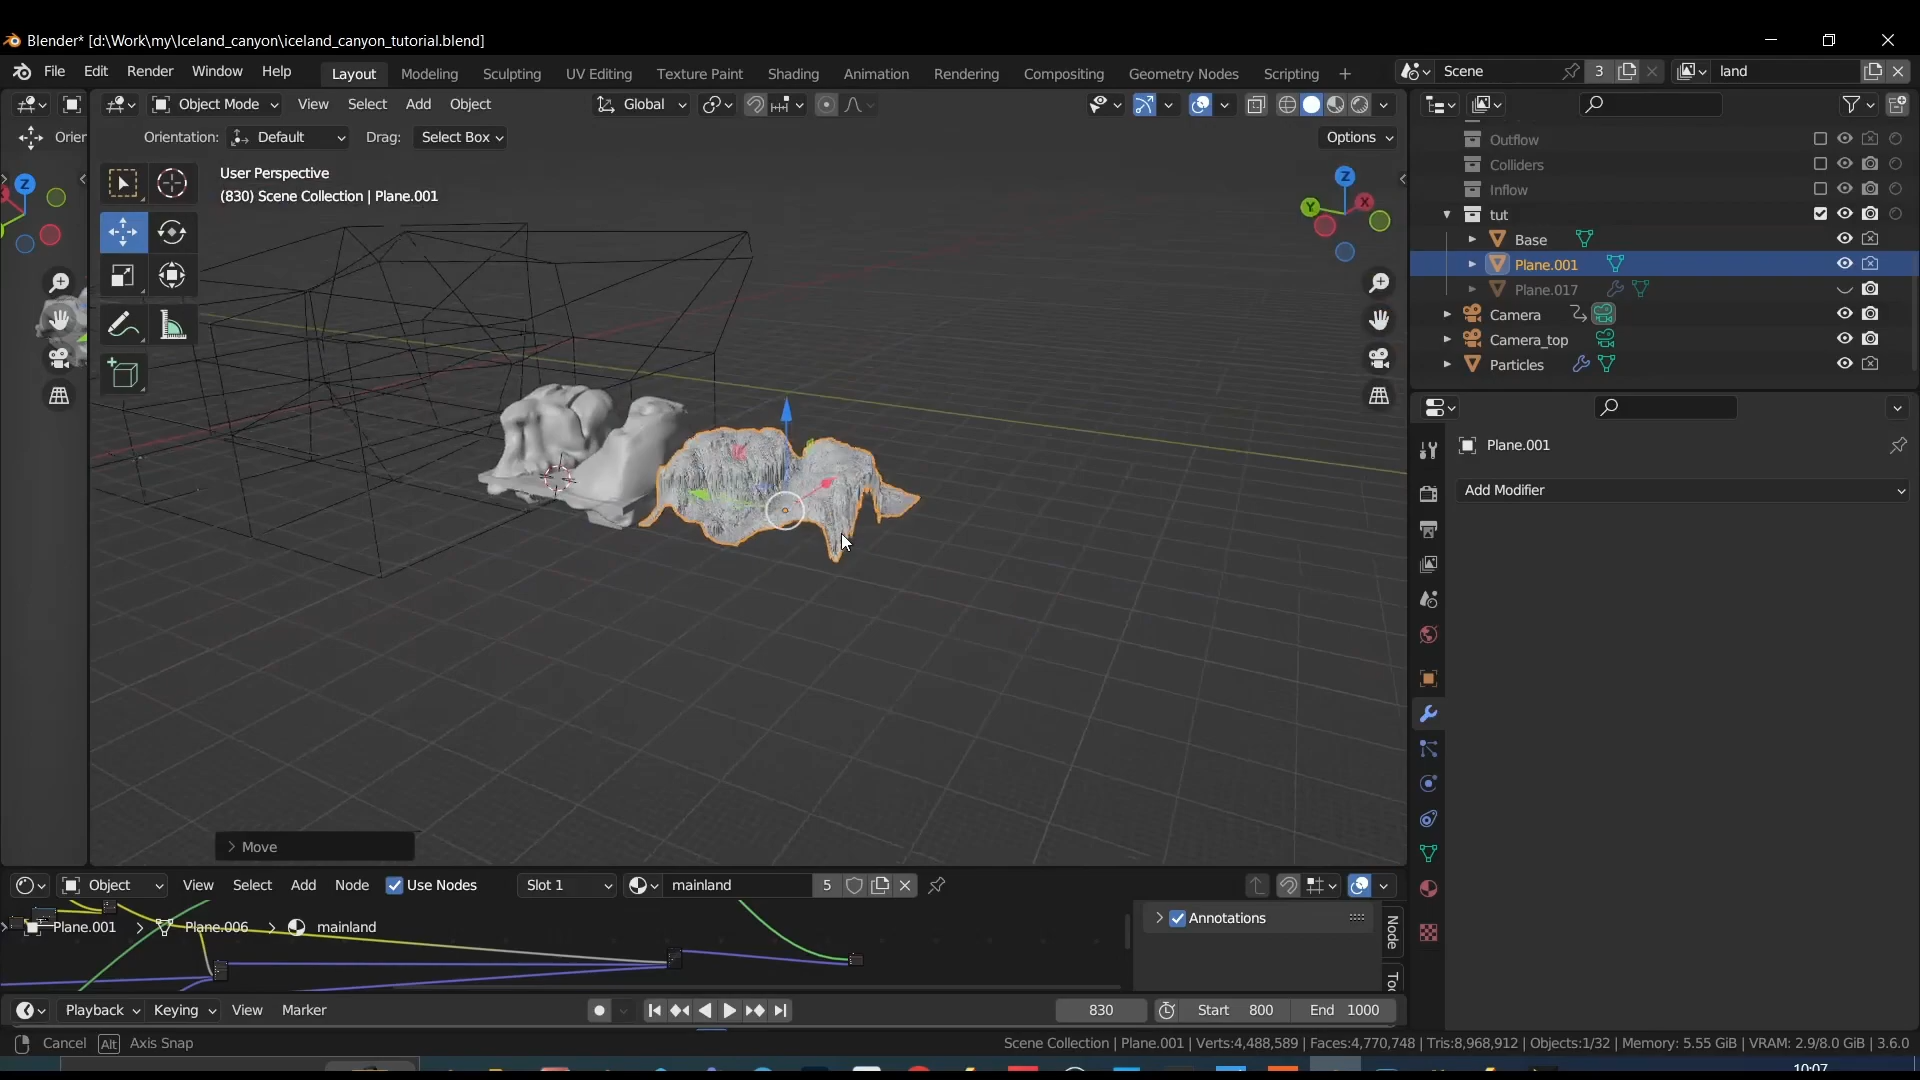 Blender* [d:\Work\my\Iceland_canyon\iceland_canyon_tutorial.blend]
File Edit Render Window Help Layout Modeling Sculpting UV Editing Texture Paint Shading Animation Rendering Compositing Geometry Nodes Scripting + Scene 3 land
Object Mode View Select Add Object Global
Orier Orientation: Default Drag: Select Box Options
User Perspective
(830) Scene Collection | Plane.001
Z
Z
X
Y
Outflow
Colliders
Inflow
tut
Base
Plane.001
Plane.017
Camera
Camera_top
Particles
Plane.001
Add Modifier
> Move
Object View Select Add Node Use Nodes Slot 1 mainland 5
Plane.001 > Plane.006 > mainland
Annotations
Node
Playback Keying View Marker 830 Start 800 End 1000
Cancel Alt Axis Snap Scene Collection | Plane.001 | Verts:4,488,589 | Faces:4,770,748 | Tris:8,968,912 | Objects:1/32 | Memory: 5.55 GiB | VRAM: 2.9/8.0 GiB | 3.6.0
10:07